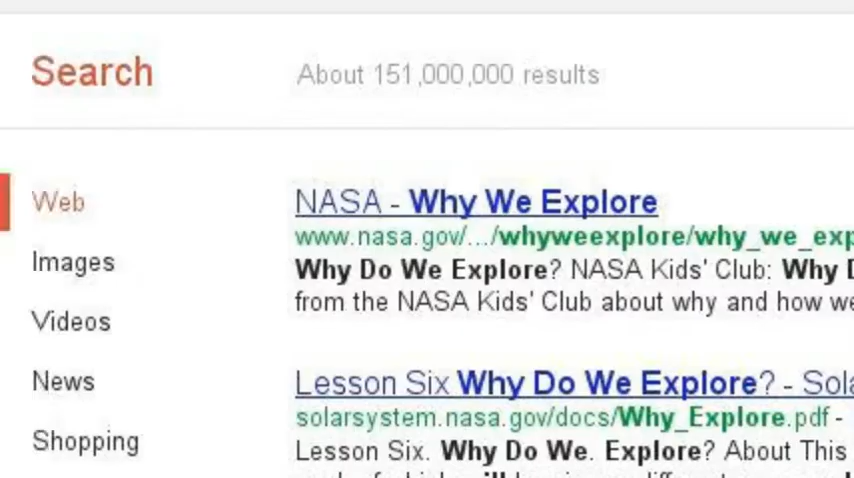 Search
About 151,000,000 results
Web
Images
Videos
News
Shopping
NASA - Why We Explore
www.nasa.gov/.../whyweexplore/why_we_exp
Why Do We Explore? NASA Kids' Club: Why D
from the NASA Kids' Club about why and how we
Lesson Six Why Do We Explore? - Sola
solarsystem.nasa.gov/docs/Why_Explore.pdf -
Lesson Six. Why Do We. Explore? About This